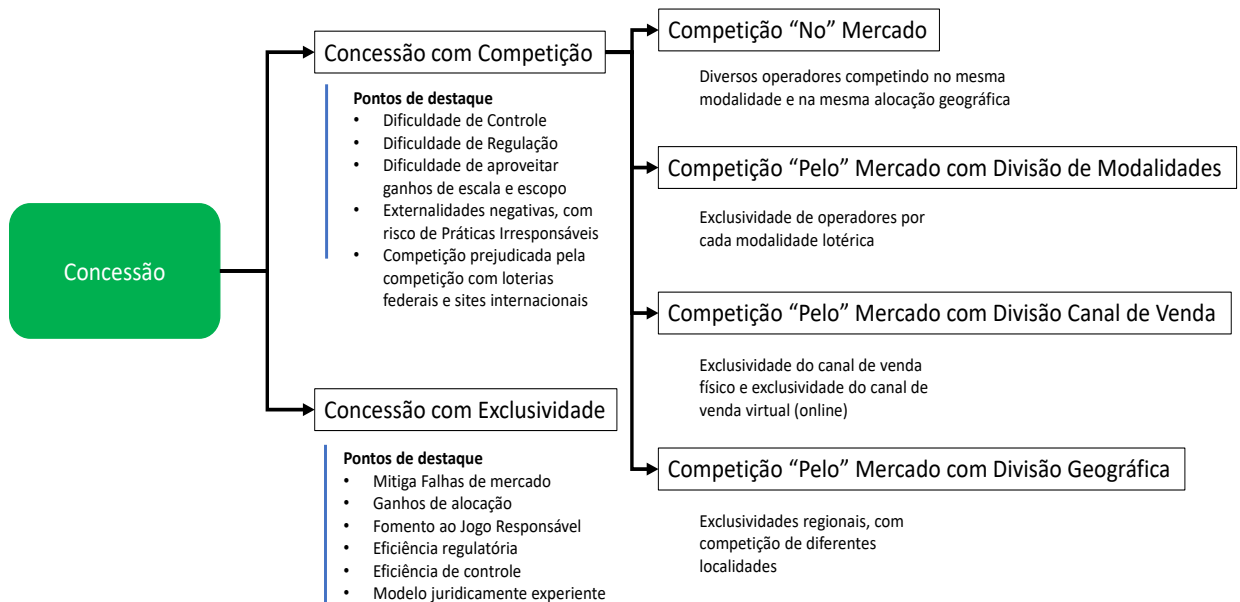 Concessão
Concessão com Competição
Pontos de destaque
• Dificuldade de Controle
• Dificuldade de Regulação
• Dificuldade de aproveitar
ganhos de escala e escopo
• Externalidades negativas, com
risco de Práticas Irresponsáveis
• Competição prejudicada pela
competição com loterias
federais e sites internacionais
Concessão com Exclusividade
Pontos de destaque
• Mitiga Falhas de mercado
• Ganhos de alocação
• Fomento ao Jogo Responsável
• Eficiência regulatória
• Eficiência de controle
• Modelo juridicamente experiente
Competição “No” Mercado
Diversos operadores competindo no mesma
modalidade e na mesma alocação geográfica
Competição “Pelo” Mercado com Divisão de Modalidades
Exclusividade de operadores por
cada modalidade lotérica
Competição “Pelo” Mercado com Divisão Canal de Venda
Exclusividade do canal de venda
físico e exclusividade do canal de
venda virtual (online)
Competição “Pelo” Mercado com Divisão Geográfica
Exclusividades regionais, com
competição de diferentes
localidades